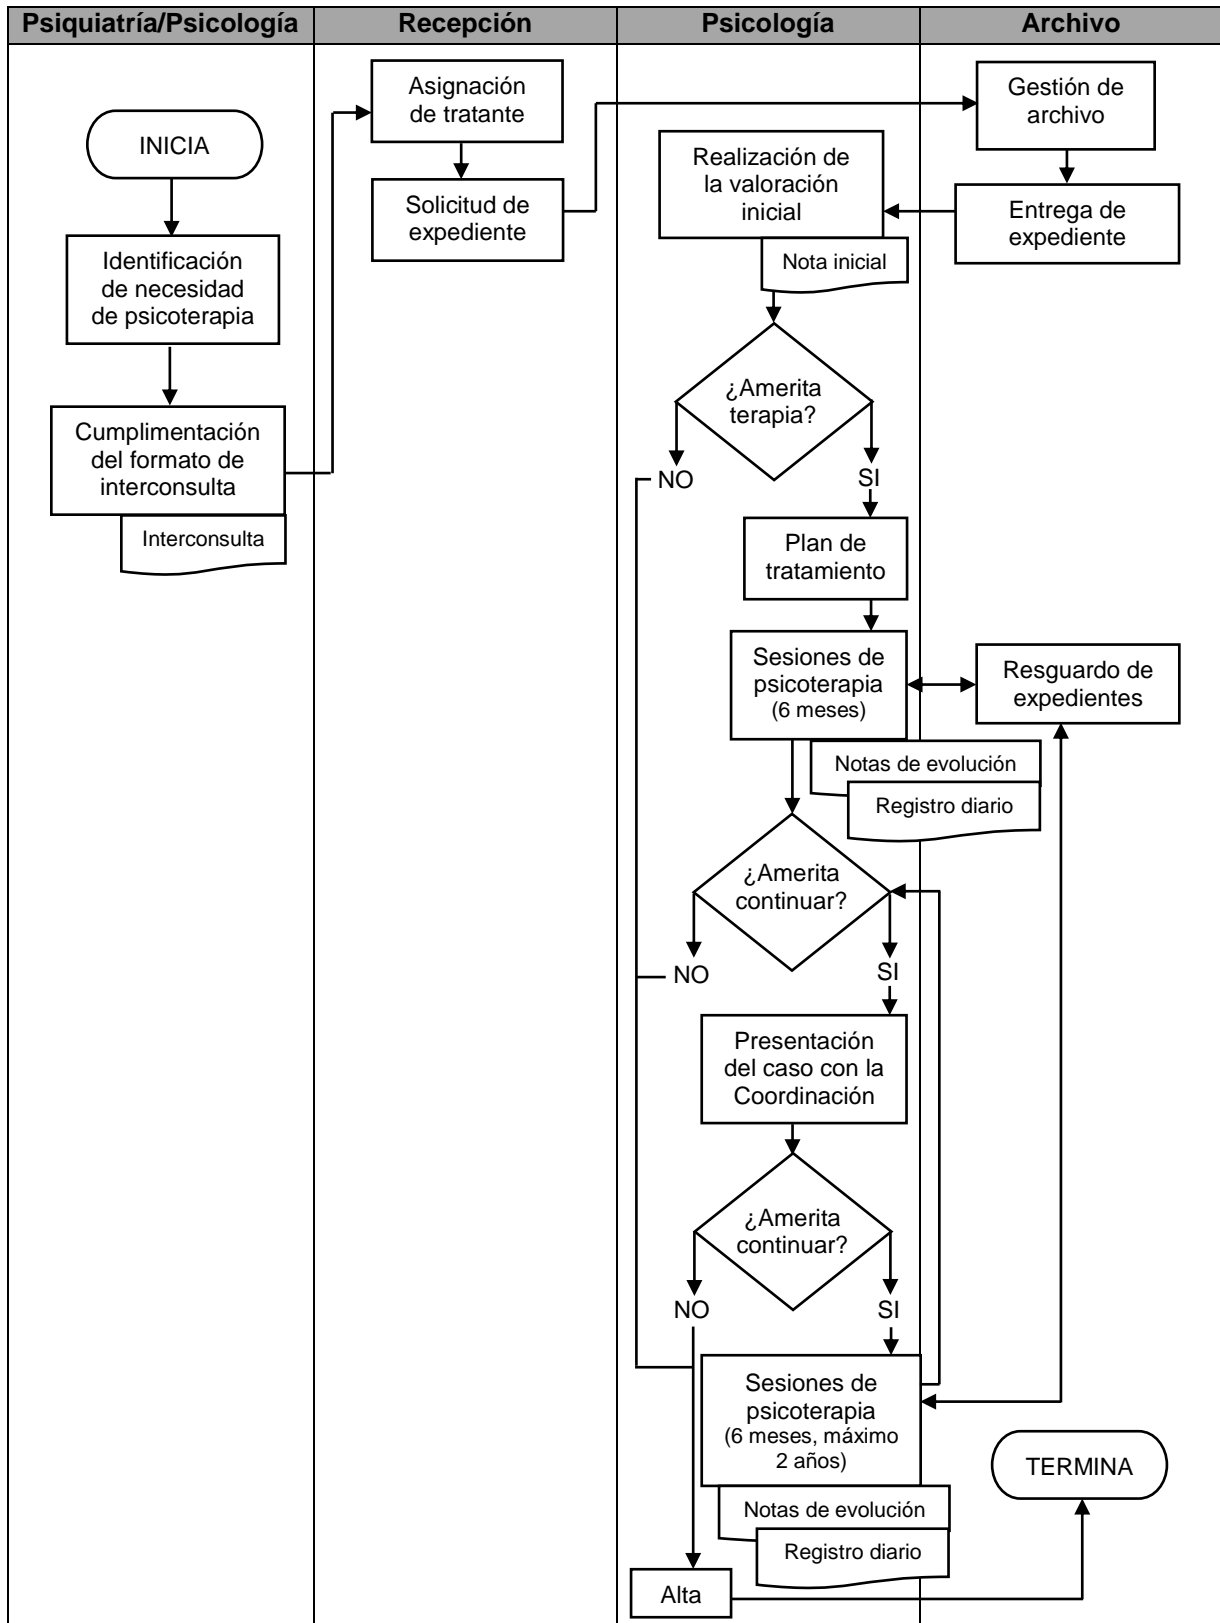 Psiquiatría/Psicología
Recepción
Psicología
Archivo
INICIA
Identificación
de necesidad
de psicoterapia
Cumplimentación
del formato de
interconsulta
Interconsulta
Asignación
de tratante
Solicitud de
expediente
Gestión de
archivo
Entrega de
expediente
Realización de
la valoración
inicial
Nota inicial
¿Amerita
terapia?
NO
SI
Plan de
tratamiento
Sesiones de
psicoterapia
(6 meses)
Resguardo de
expedientes
Notas de evolución
Registro diario
¿Amerita
continuar?
NO
SI
Presentación
del caso con la
Coordinación
¿Amerita
continuar?
NO
SI
Sesiones de
psicoterapia
(6 meses, máximo
2 años)
Notas de evolución
Registro diario
Alta
TERMINA